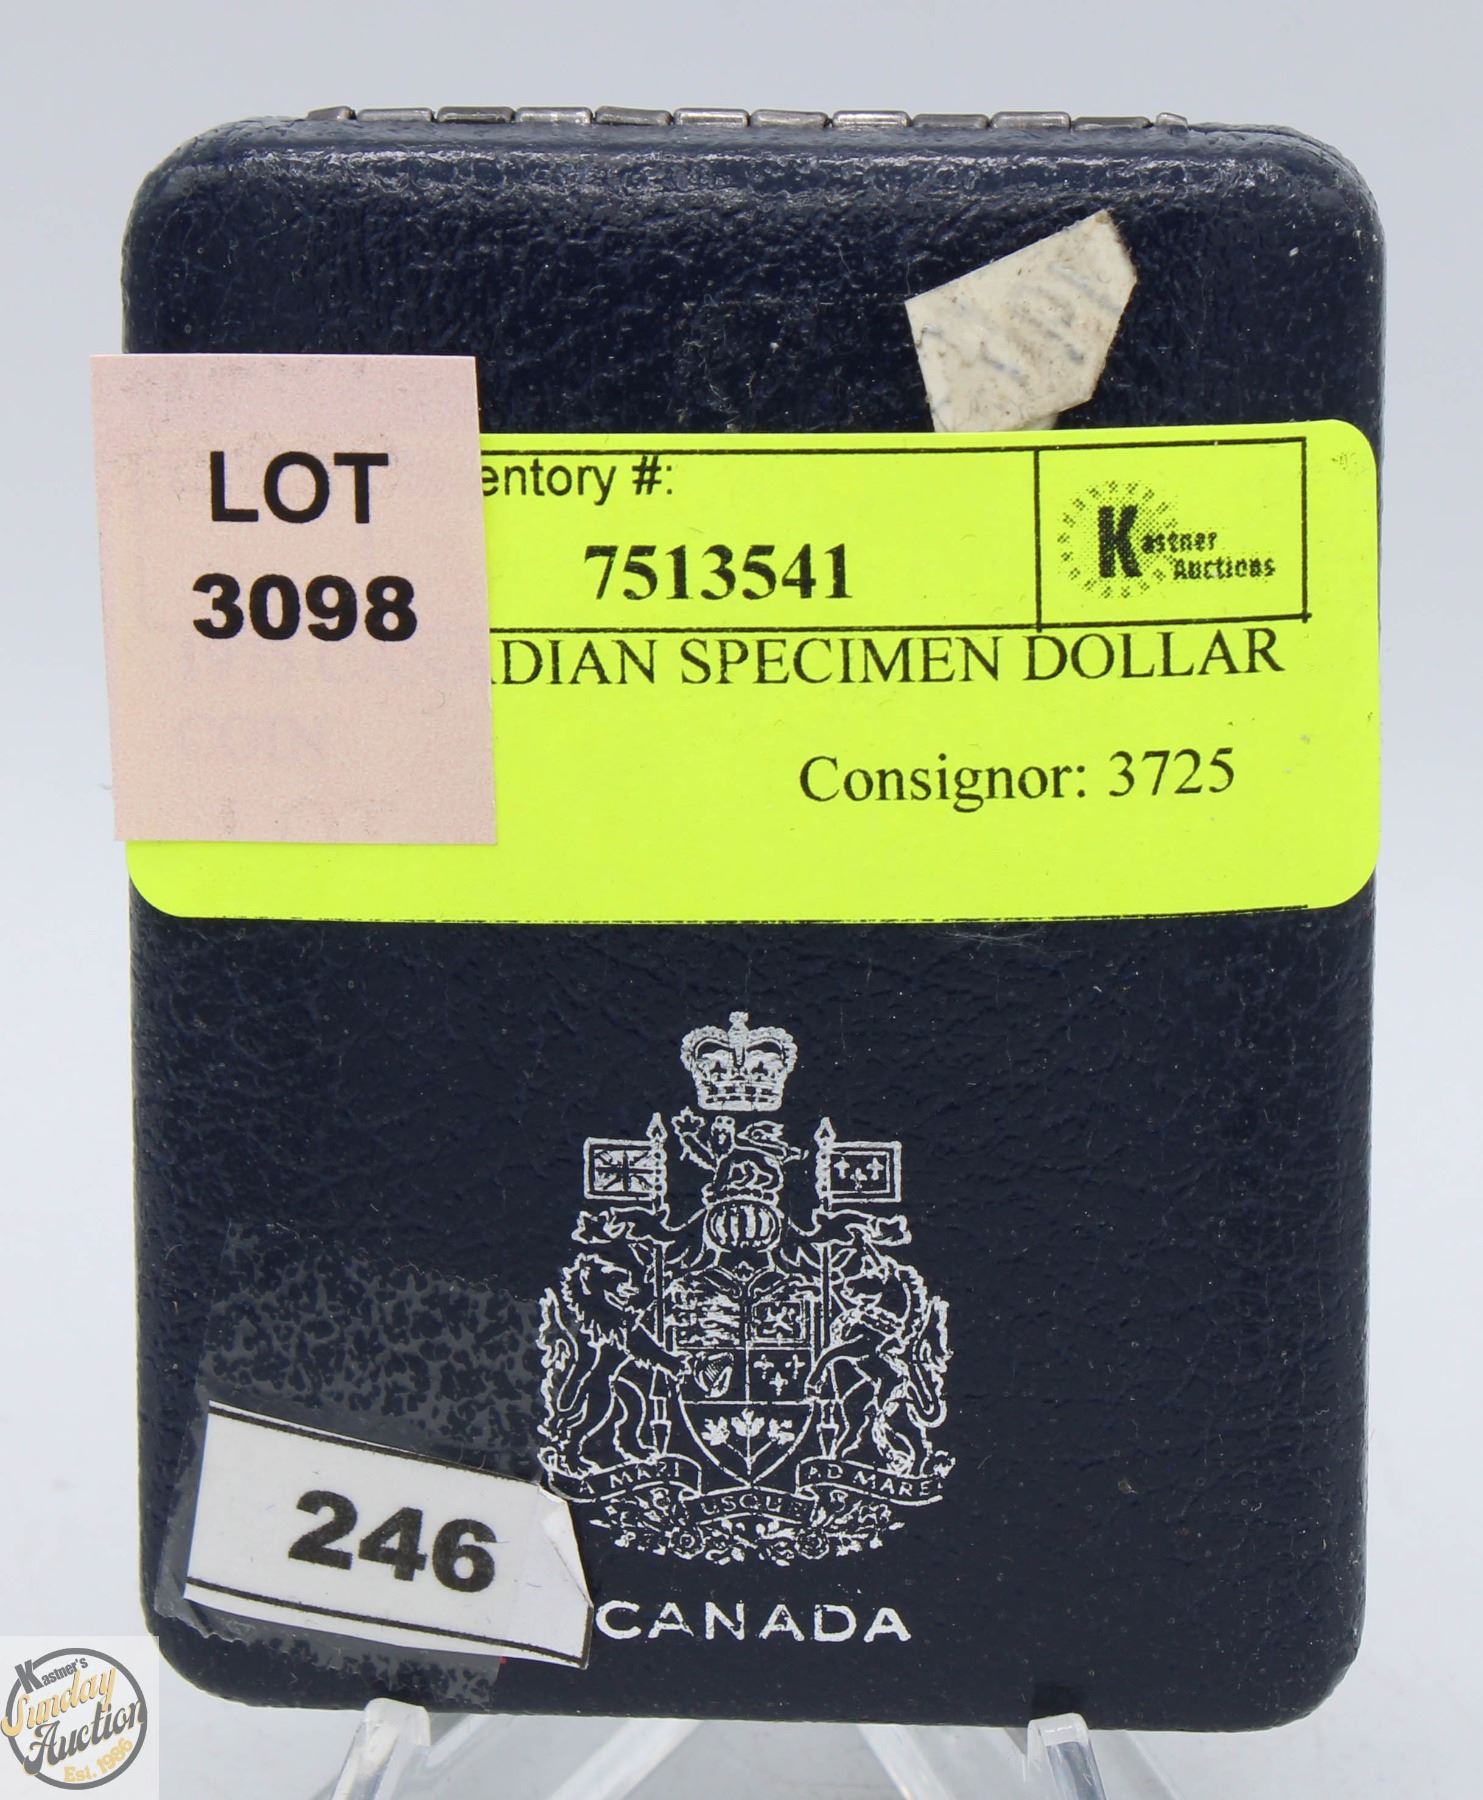 LOT
3098
entory #:
7513541
Kastner
Auctions
DIAN SPECIMEN DOLLAR
Consignor: 3725
A MARI USQUE AD MARE
246
CANADA
Kastner's
Sunday
Auction
Est. 1986